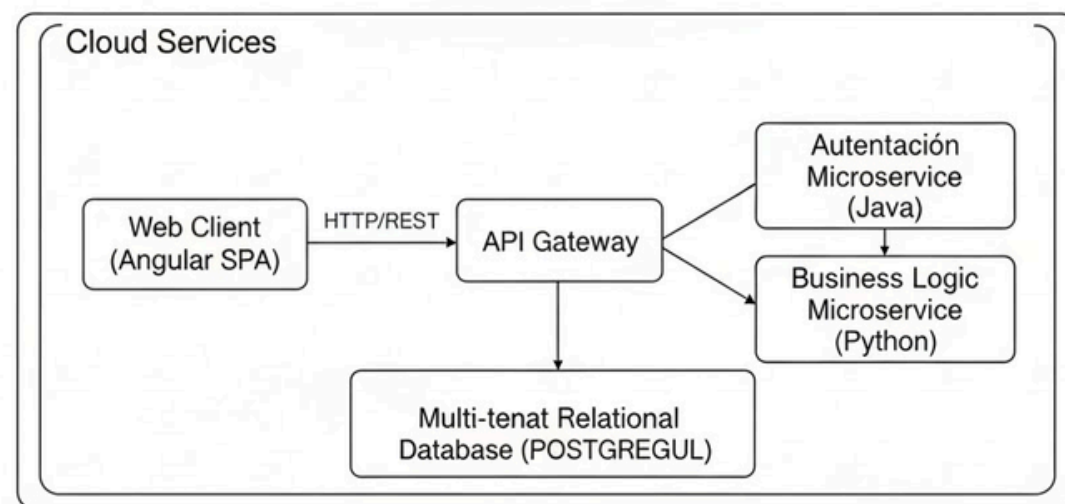 Cloud Services
Web Client
(Angular SPA)
HTTP/REST
API Gateway
Autentación
Microservice
(Java)
Business Logic
Microservice
(Python)
Multi-tenat Relational
Database (POSTGREGUL)